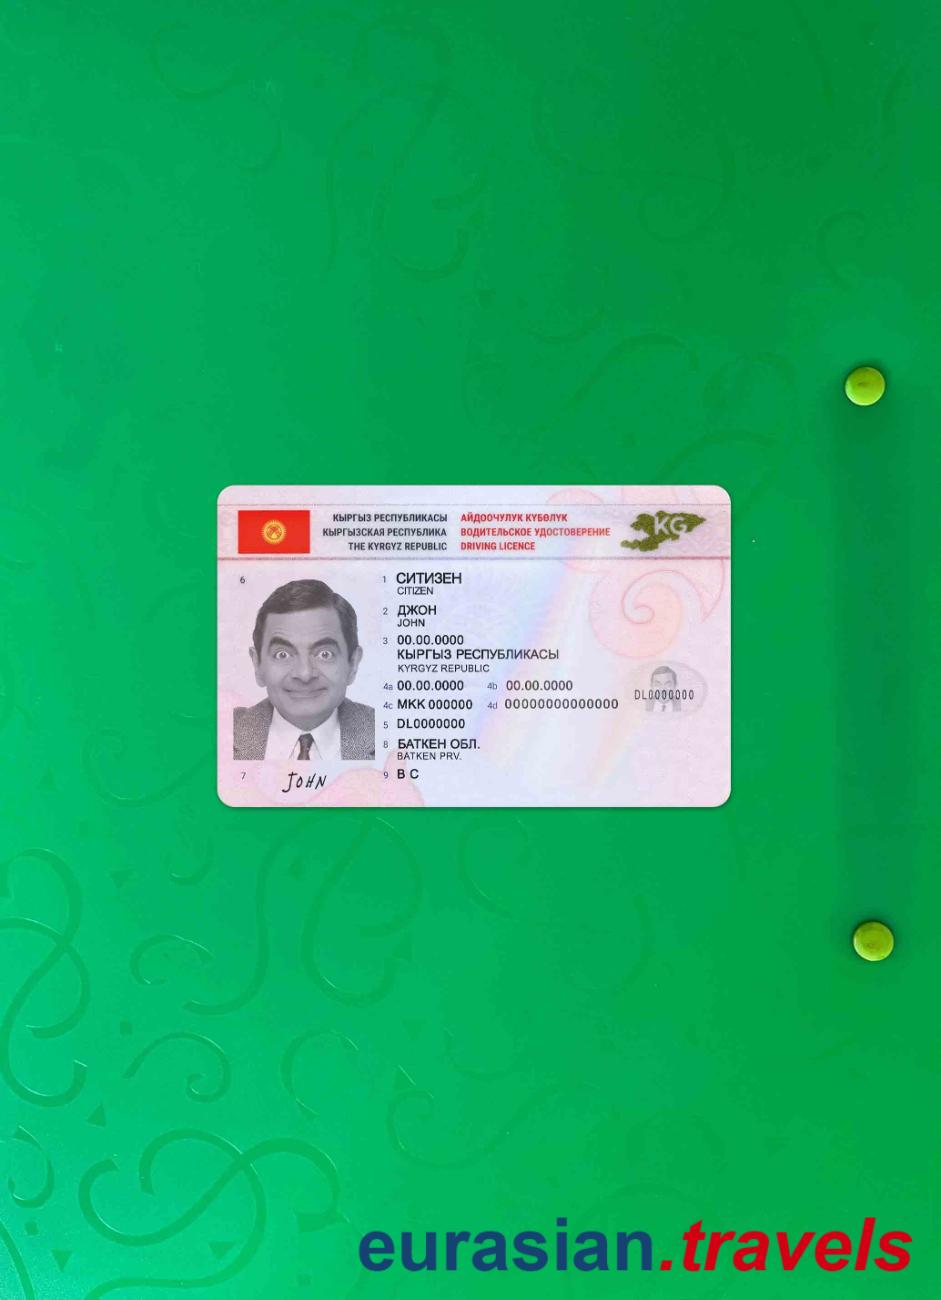 КЫРГЫЗ РЕСПУБЛИКАСЫ АЙДООЧУЛУК КҮБӨЛҮК
КЫРГЫЗСКАЯ РЕСПУБЛИКА ВОДИТЕЛЬСКОЕ УДОСТОВЕРЕНИЕ
THE KYRGYZ REPUBLIC DRIVING LICENCE
KG
6
1 СИТИЗЕН
CITIZEN
2 ДЖОН
JOHN
3 00.00.0000
КЫРГЫЗ РЕСПУБЛИКАСЫ
KYRGYZ REPUBLIC
4a 00.00.0000 4b 00.00.0000
4c MKK 000000 4d 00000000000000
DL0000000
5 DL0000000
8 БАТКЕН ОБЛ.
BATKEN PRV.
7 JOHN
9 B C
eurasian.travels